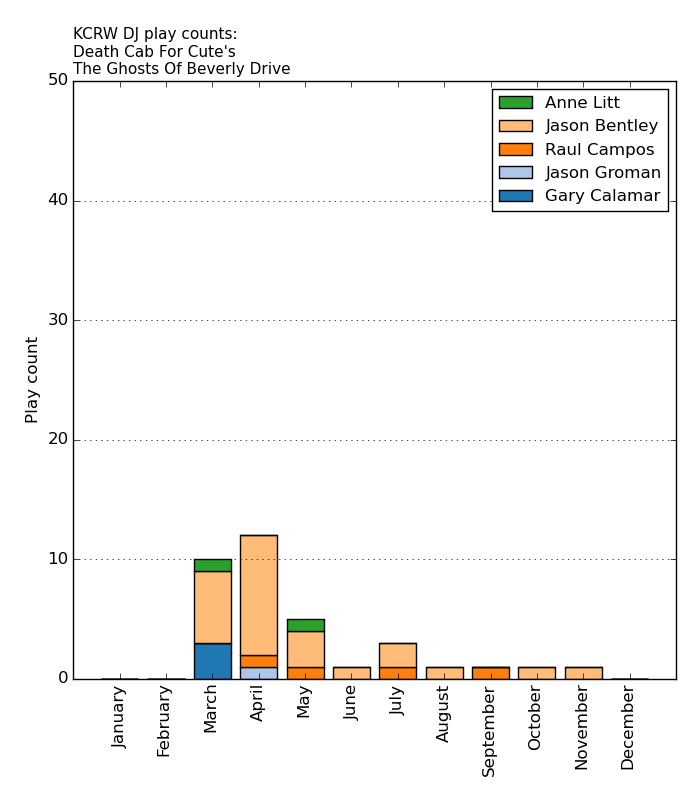 KCRW DJ play counts:
Death Cab For Cute's
The Ghosts Of Beverly Drive
50
40
30
20
10
0
Play count
Anne Litt
Jason Bentley
Raul Campos
Jason Groman
Gary Calamar
January
February
March
April
May
June
July
August
September
October
November
December